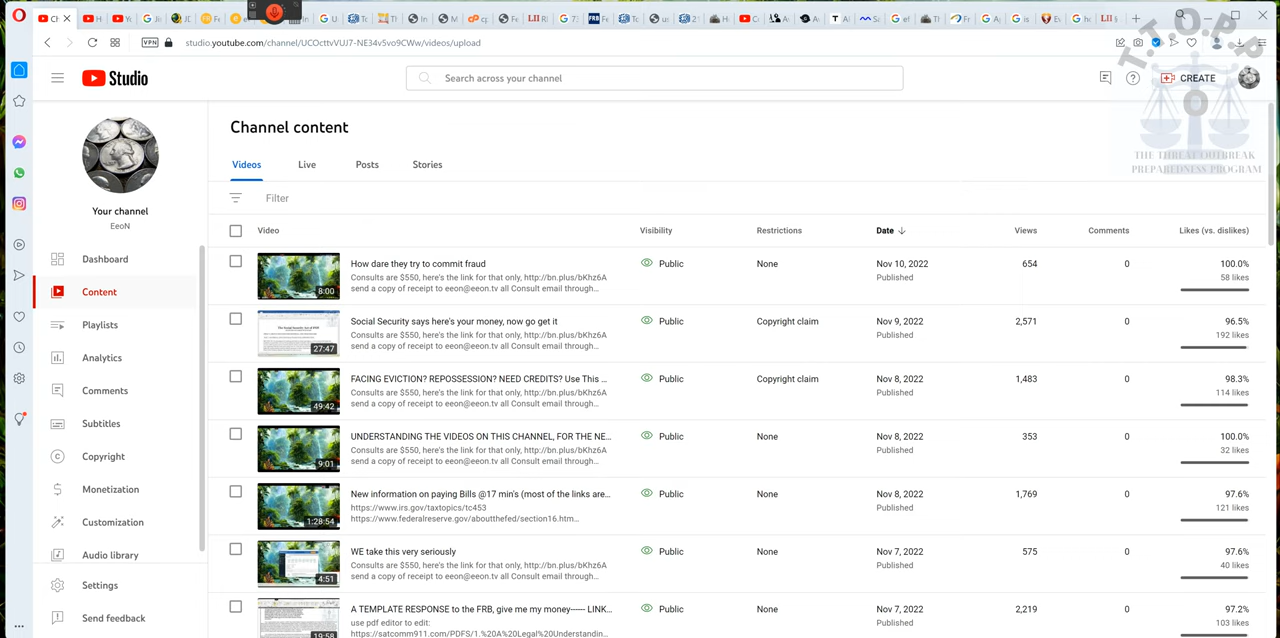 studio.youtube.com/channel/UCOcttvVUJ7-NE34v5vo9CWw/videos/upload
VPN
Studio
Search across your channel
CREATE
T.T.O.P.P
O
THE THREAT OUTBREAK
PREPAREDNESS PROGRAM
Your channel
EeoN
Dashboard
Content
Playlists
Analytics
Comments
Subtitles
Copyright
Monetization
Customization
Audio library
Settings
Send feedback
Channel content
Videos Live Posts Stories
Filter
Video Visibility Restrictions Date Views Comments Likes (vs. dislikes)
8:00 How dare they try to commit fraud Public None Nov 10, 2022 654 0 100.0%
Consults are $550, here's the link for that only, http://bn.plus/bKhz6A Published 58 likes
send a copy of receipt to eeon@eeon.tv all Consult email through...
27:47 Social Security says here's your money, now go get it Public Copyright claim Nov 9, 2022 2,571 0 96.5%
Consults are $550, here's the link for that only, http://bn.plus/bKhz6A Published 192 likes
send a copy of receipt to eeon@eeon.tv all Consult email through...
49:42 FACING EVICTION? REPOSSESSION? NEED CREDITS? Use This ... Public Copyright claim Nov 8, 2022 1,483 0 98.3%
Consults are $550, here's the link for that only, http://bn.plus/bKhz6A Published 114 likes
send a copy of receipt to eeon@eeon.tv all Consult email through...
9:01 UNDERSTANDING THE VIDEOS ON THIS CHANNEL, FOR THE NE... Public None Nov 8, 2022 353 0 100.0%
Consults are $550, here's the link for that only, http://bn.plus/bKhz6A Published 32 likes
send a copy of receipt to eeon@eeon.tv all Consult email through...
1:28:54 New information on paying Bills @17 min's (most of the links are... Public None Nov 8, 2022 1,769 0 97.6%
https://www.irs.gov/taxtopics/tc453 Published 121 likes
https://www.federalreserve.gov/aboutthefed/section16.htm...
4:51 WE take this very seriously Public None Nov 7, 2022 575 0 97.6%
Consults are $550, here's the link for that only, http://bn.plus/bKhz6A Published 40 likes
send a copy of receipt to eeon@eeon.tv all Consult email through...
19:58 A TEMPLATE RESPONSE to the FRB, give me my money------ LINK... Public None Nov 7, 2022 2,219 0 97.2%
use pdf editor to edit: Published 103 likes
https://satcomm911.com/PDFS/1.%20A%20Legal%20Understandin...